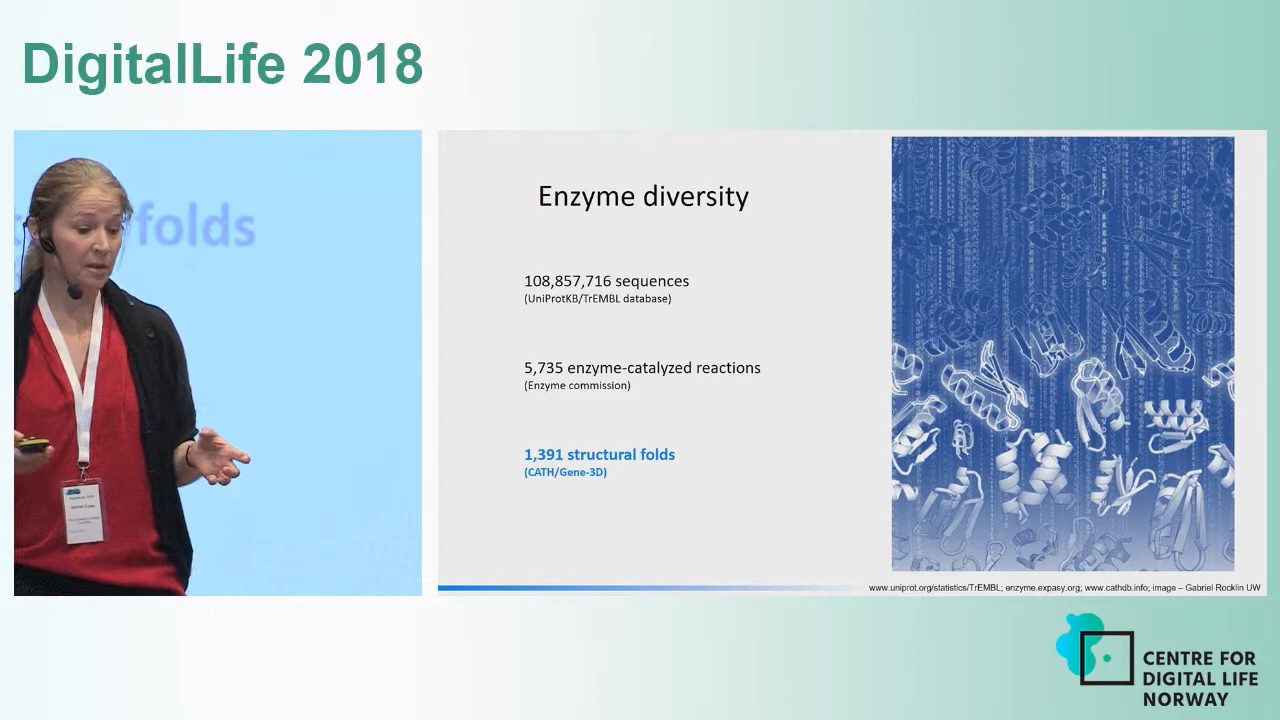 DigitalLife 2018
folds
Enzyme diversity
108,857,716 sequences
(UniProtKB/TrEMBL database)
5,735 enzyme-catalyzed reactions
(Enzyme commission)
1,391 structural folds
(CATH/Gene-3D)
www.uniprot.org/statistics/TrEMBL; enzyme.expasy.org; www.cathdb.info; image – Gabriel Rocklin UW
CENTRE FOR
DIGITAL LIFE
NORWAY